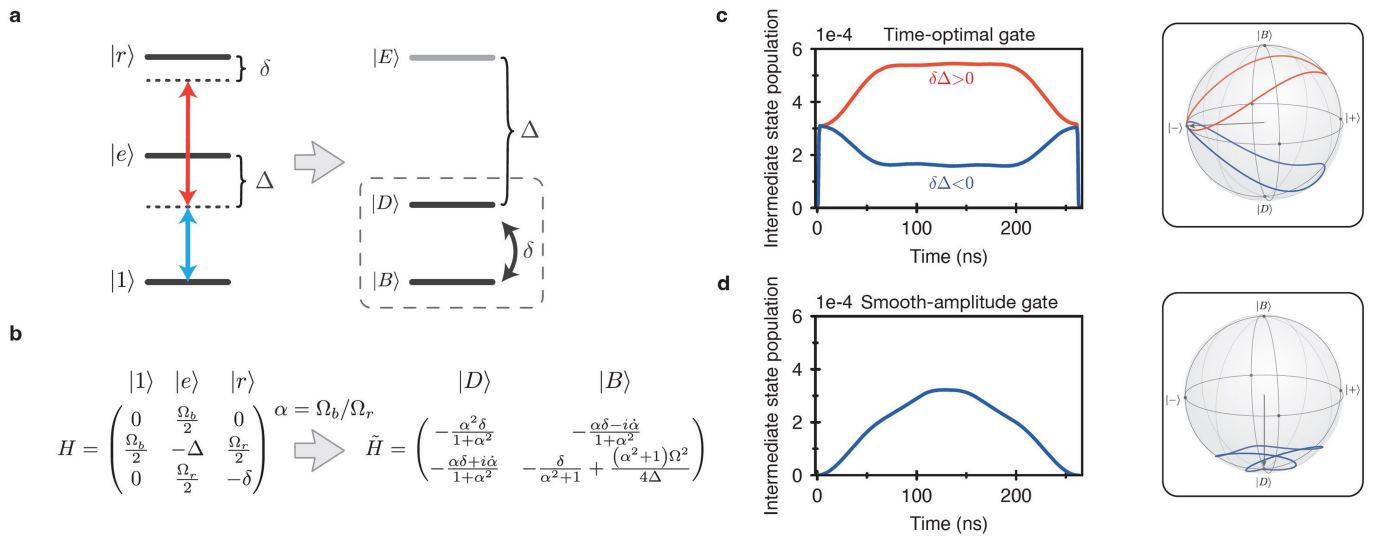 a
|r⟩
δ
|e⟩
Δ
|1⟩
|E⟩
Δ
|D⟩
δ
|B⟩
b
|1⟩ |e⟩ |r⟩
H = ( 0 Ω_b/2 0
Ω_b/2 −Δ Ω_r/2
0 Ω_r/2 −δ )
α = Ω_b/Ω_r
|D⟩ |B⟩
H̃ = ( −α²δ/(1+α²) −(αδ−iα̇)/(1+α²)
−(αδ+iα̇)/(1+α²) −δ/(α²+1) + (α²+1)Ω²/(4Δ) )
c
1e-4 Time-optimal gate
Intermediate state population
6
4
2
0
δΔ>0
δΔ<0
0 100 200
Time (ns)
|B⟩
|−⟩
|+⟩
|D⟩
d
1e-4 Smooth-amplitude gate
Intermediate state population
6
4
2
0
0 100 200
Time (ns)
|B⟩
|−⟩
|+⟩
|D⟩